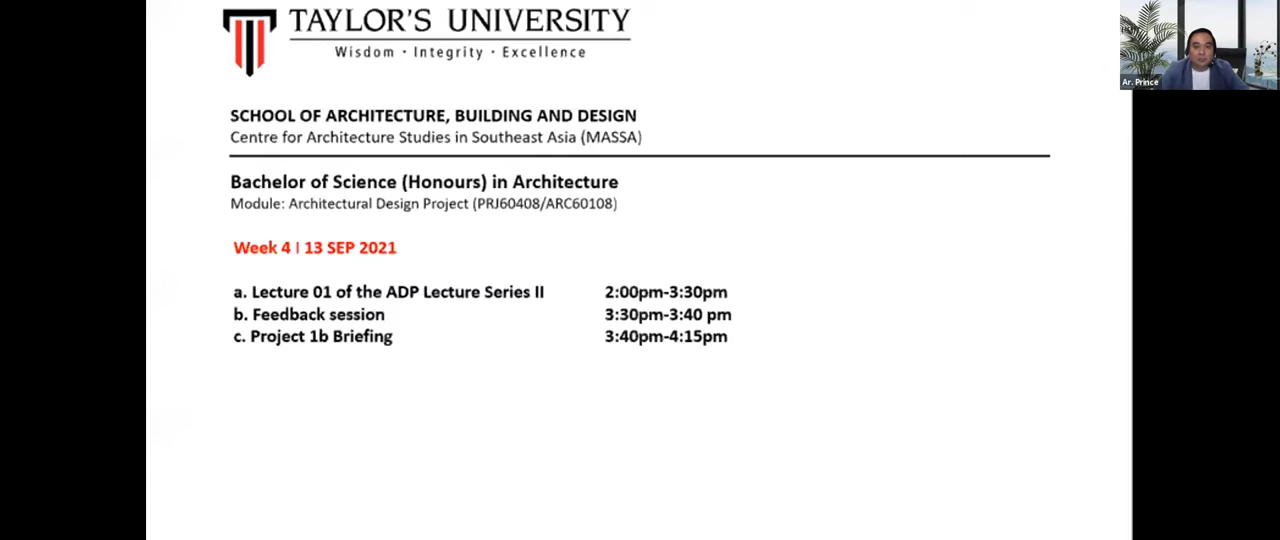 TAYLOR'S UNIVERSITY
Wisdom · Integrity · Excellence
Ar. Prince
SCHOOL OF ARCHITECTURE, BUILDING AND DESIGN
Centre for Architecture Studies in Southeast Asia (MASSA)
Bachelor of Science (Honours) in Architecture
Module: Architectural Design Project (PRJ60408/ARC60108)
Week 4 I 13 SEP 2021
a. Lecture 01 of the ADP Lecture Series II 2:00pm-3:30pm
b. Feedback session 3:30pm-3:40 pm
c. Project 1b Briefing 3:40pm-4:15pm